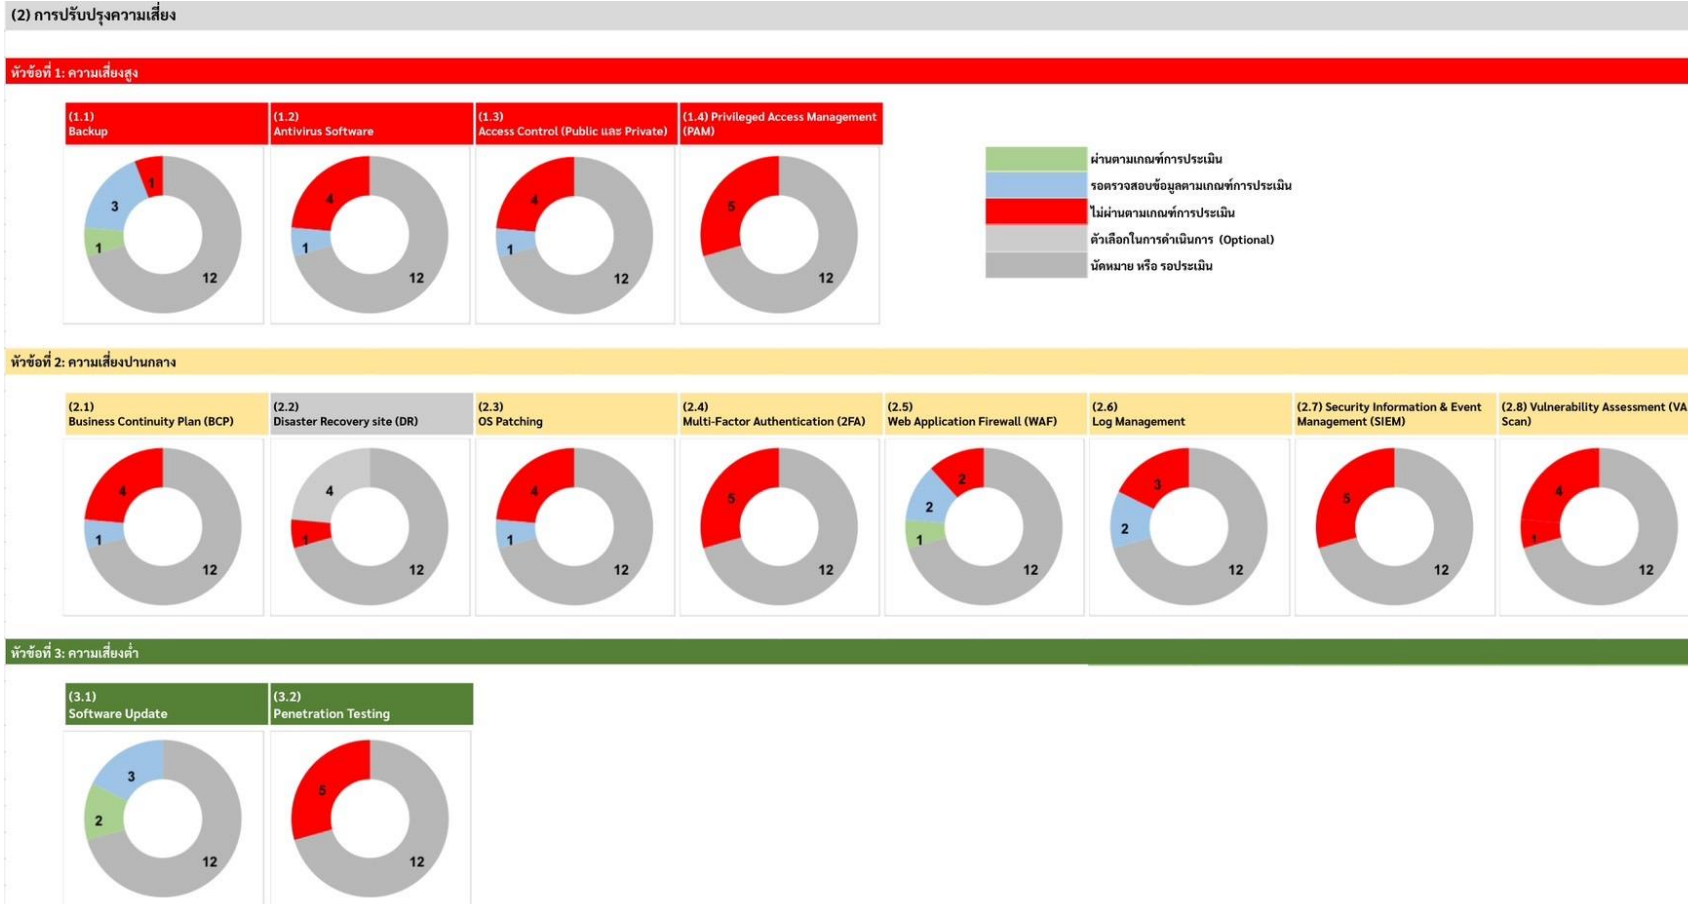 (2) การปรับปรุงความเสี่ยง
หัวข้อที่ 1: ความเสี่ยงสูง
(1.1)
Backup
(1.2)
Antivirus Software
(1.3)
Access Control (Public และ Private)
(1.4) Privileged Access Management
(PAM)
1
3
1
12
4
1
12
4
1
12
5
12
ผ่านตามเกณฑ์การประเมิน
รอตรวจสอบข้อมูลตามเกณฑ์การประเมิน
ไม่ผ่านตามเกณฑ์การประเมิน
ตัวเลือกในการดำเนินการ (Optional)
นัดหมาย หรือ รอประเมิน
หัวข้อที่ 2: ความเสี่ยงปานกลาง
(2.1)
Business Continuity Plan (BCP)
(2.2)
Disaster Recovery site (DR)
(2.3)
OS Patching
(2.4)
Multi-Factor Authentication (2FA)
(2.5)
Web Application Firewall (WAF)
(2.6)
Log Management
(2.7) Security Information & Event
Management (SIEM)
(2.8) Vulnerability Assessment (VA
Scan)
4
1
12
4
1
12
4
1
12
5
12
2
2
1
12
3
2
12
5
12
4
1
12
หัวข้อที่ 3: ความเสี่ยงต่ำ
(3.1)
Software Update
(3.2)
Penetration Testing
3
2
12
5
12